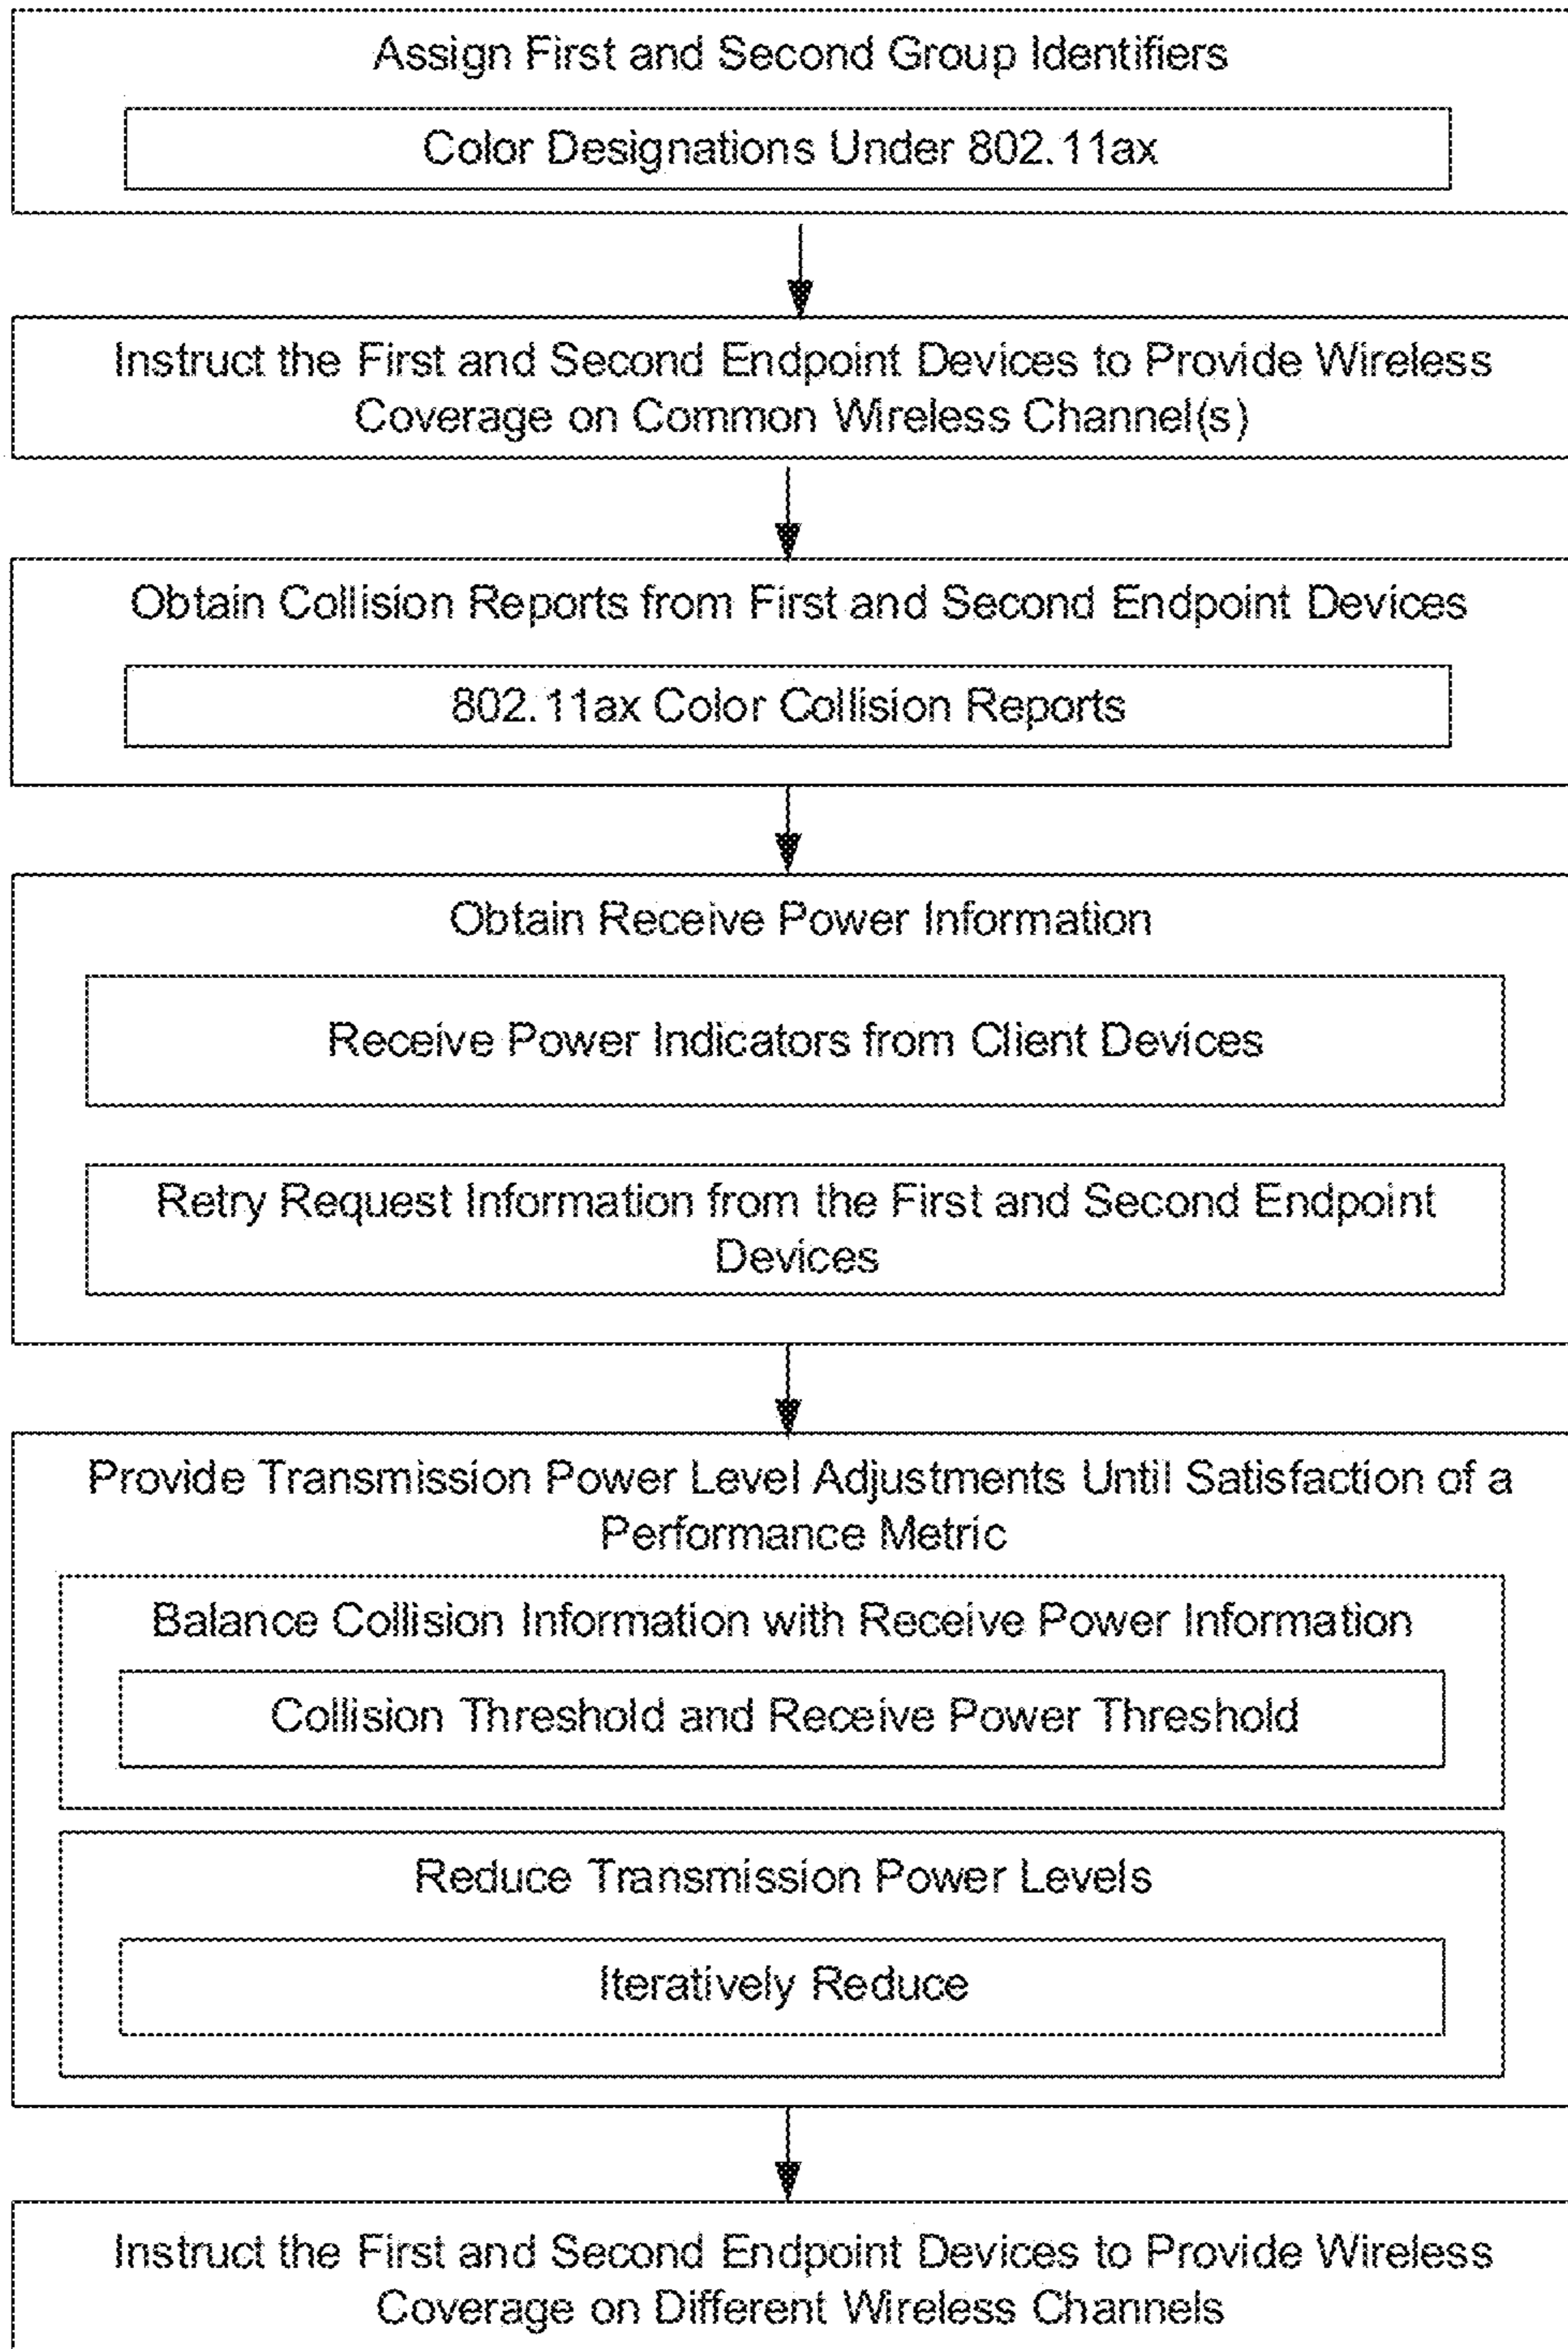 Assign First and Second Group Identifiers
Color Designations Under 802.11ax
Instruct the First and Second Endpoint Devices to Provide Wireless
Coverage on Common Wireless Channel(s)
Obtain Collision Reports from First and Second Endpoint Devices
802.11ax Color Collision Reports
Obtain Receive Power Information
Receive Power Indicators from Client Devices
Retry Request Information from the First and Second Endpoint
Devices
Provide Transmission Power Level Adjustments Until Satisfaction of a
Performance Metric
Balance Collision Information with Receive Power Information
Collision Threshold and Receive Power Threshold
Reduce Transmission Power Levels
Iteratively Reduce
Instruct the First and Second Endpoint Devices to Provide Wireless
Coverage on Different Wireless Channels